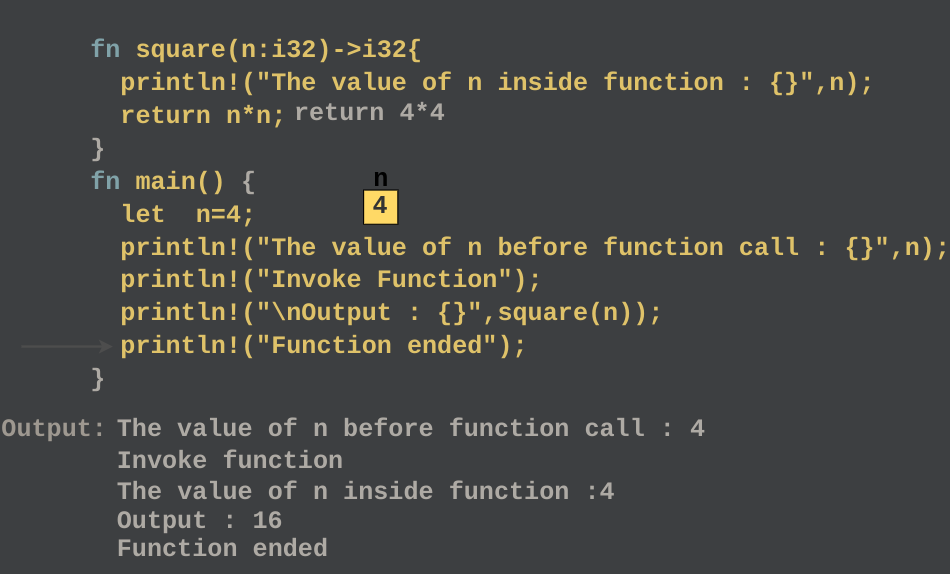 fn square(n:i32)->i32{
println!("The value of n inside function : {}",n);
return n*n; return 4*4
}
fn main() {
n
let  n=4;
4
println!("The value of n before function call : {}",n);
println!("Invoke Function");
println!("\nOutput : {}",square(n));
println!("Function ended");
}
Output: The value of n before function call : 4
Invoke function
The value of n inside function :4
Output : 16
Function ended